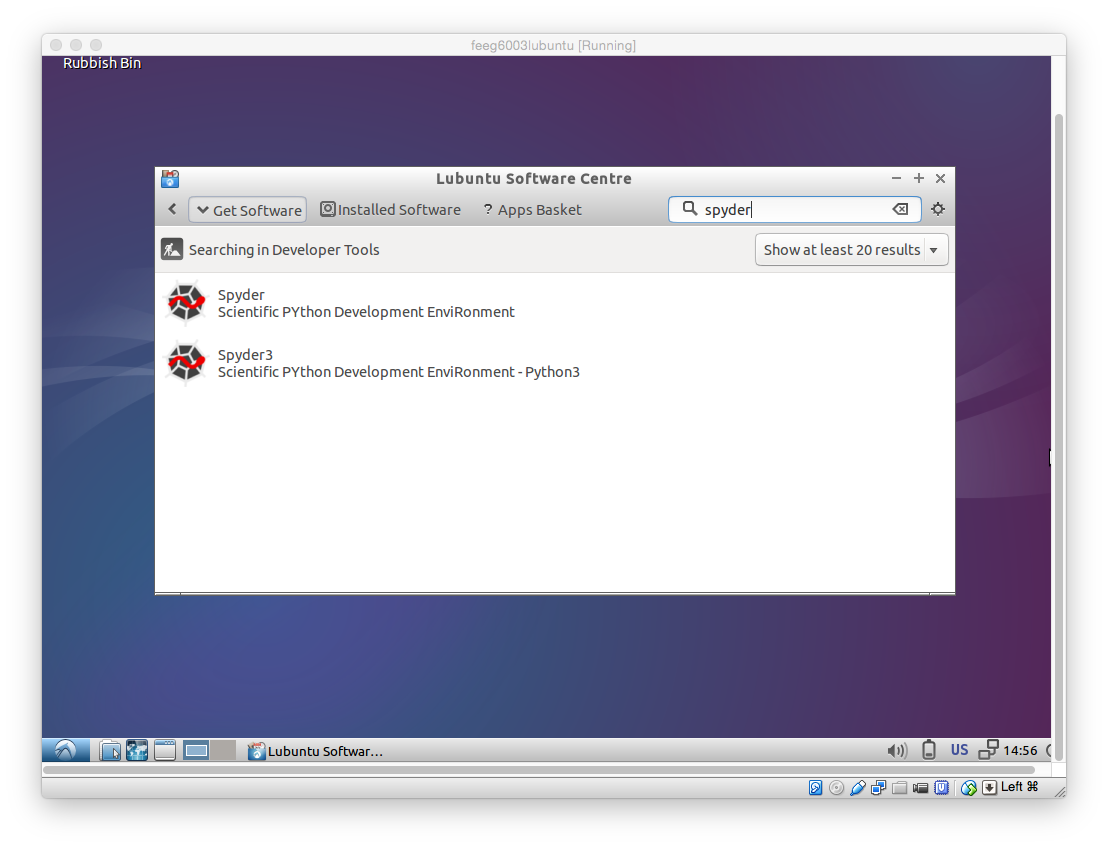 feeg6003lubuntu [Running]
Rubbish Bin
Lubuntu Software Centre
Get Software
Installed Software
? Apps Basket
spyder
Searching in Developer Tools
Show at least 20 results
Spyder
Scientific PYthon Development EnviRonment
Spyder3
Scientific PYthon Development EnviRonment - Python3
Lubuntu Softwar...
US
14:56
Left ⌘